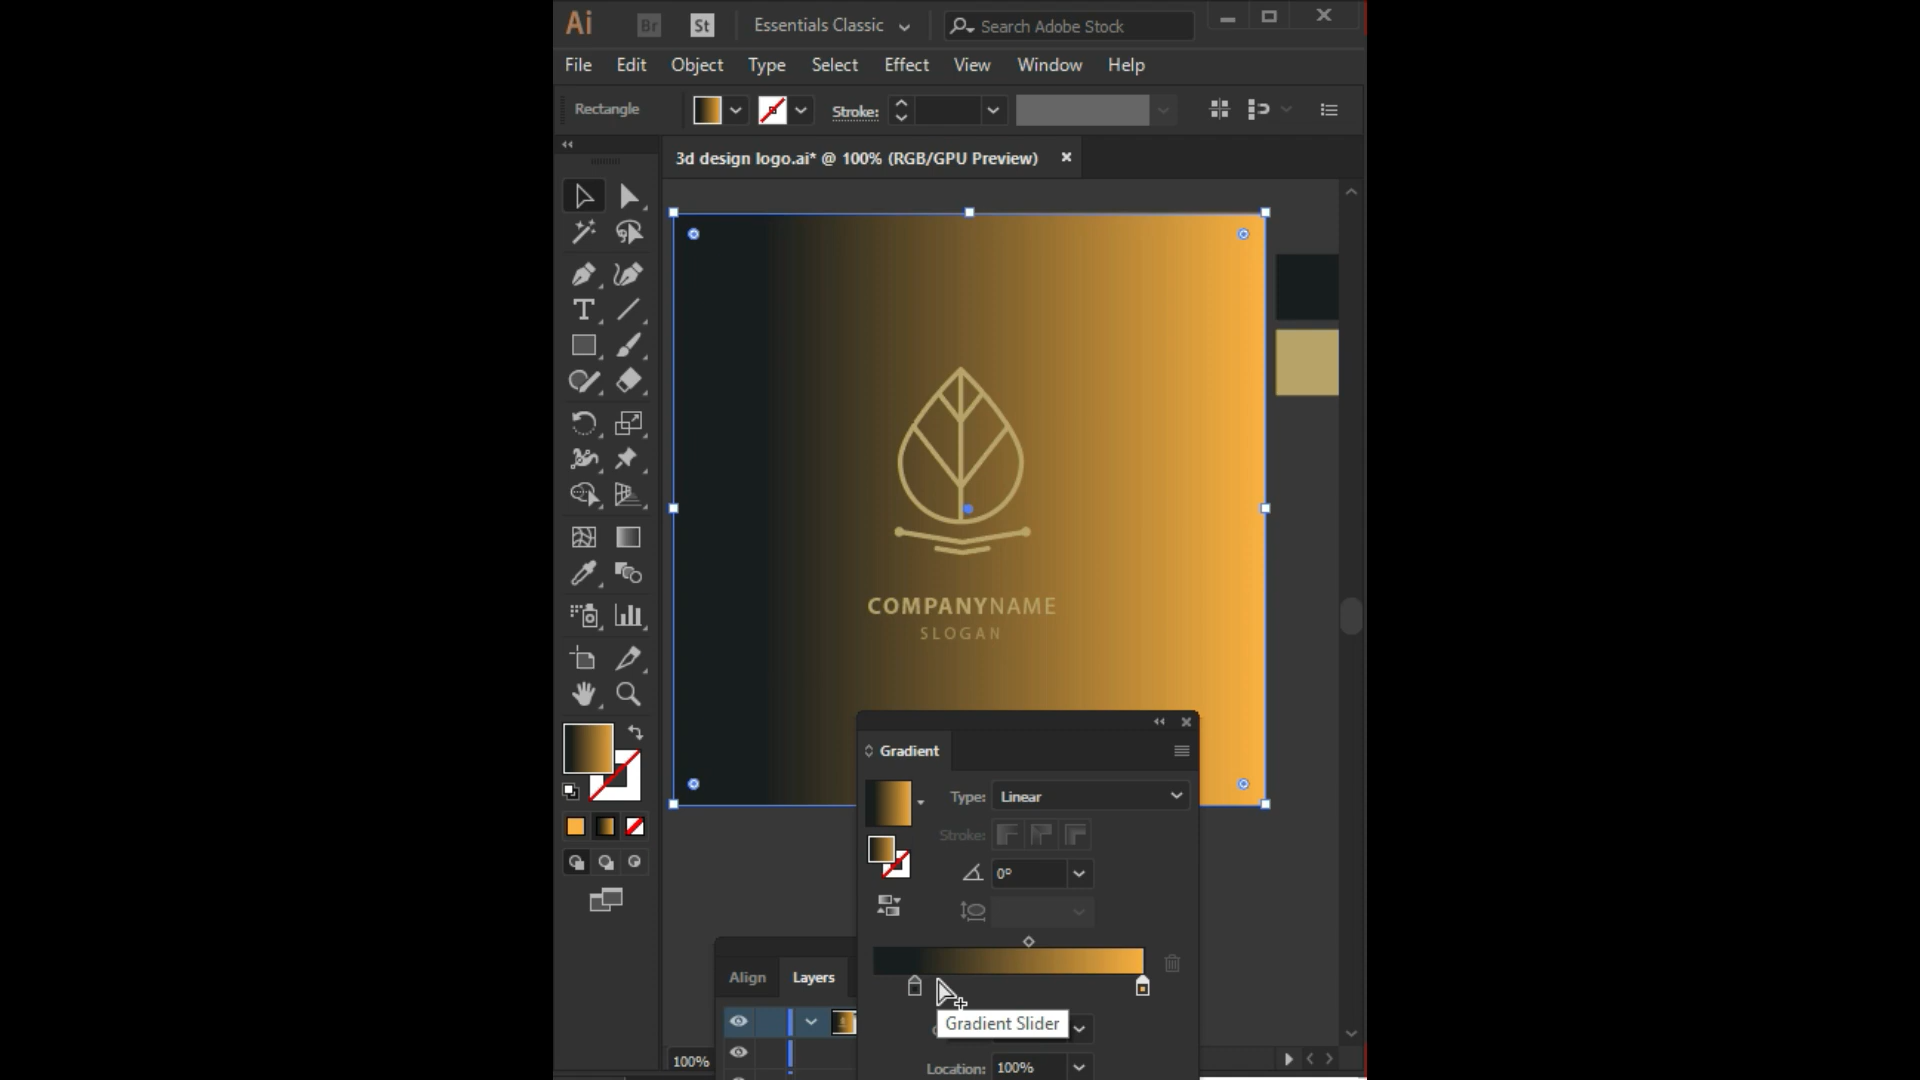 Ai Br St Essentials Classic Search Adobe Stock
File Edit Object Type Select Effect View Window Help
Rectangle Stroke:
3d design logo.ai* @ 100% (RGB/GPU Preview)
COMPANYNAME
SLOGAN
Gradient
Type: Linear
Stroke:
0°
Align Layers
Gradient Slider
100%
Location: 100%